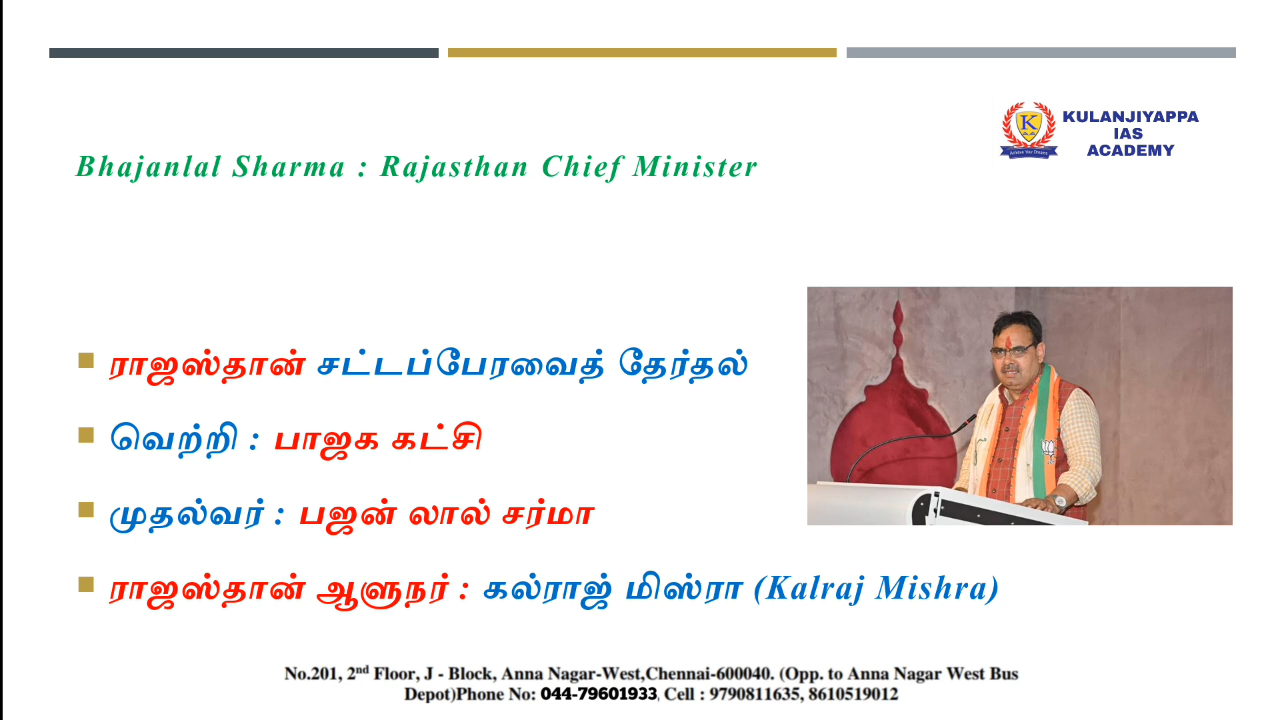 KULANJIYAPPA
IAS
ACADEMY
Bhajanlal Sharma : Rajasthan Chief Minister
ராஜஸ்தான் சட்டப்பேரவைத் தேர்தல்
வெற்றி : பாஜக கட்சி
முதல்வர் : பஜன் லால் சர்மா
ராஜஸ்தான் ஆளுநர் : கல்ராஜ் மிஸ்ரா (Kalraj Mishra)
No.201, 2nd Floor, J - Block, Anna Nagar-West,Chennai-600040. (Opp. to Anna Nagar West Bus
Depot)Phone No: 044-79601933, Cell : 9790811635, 8610519012